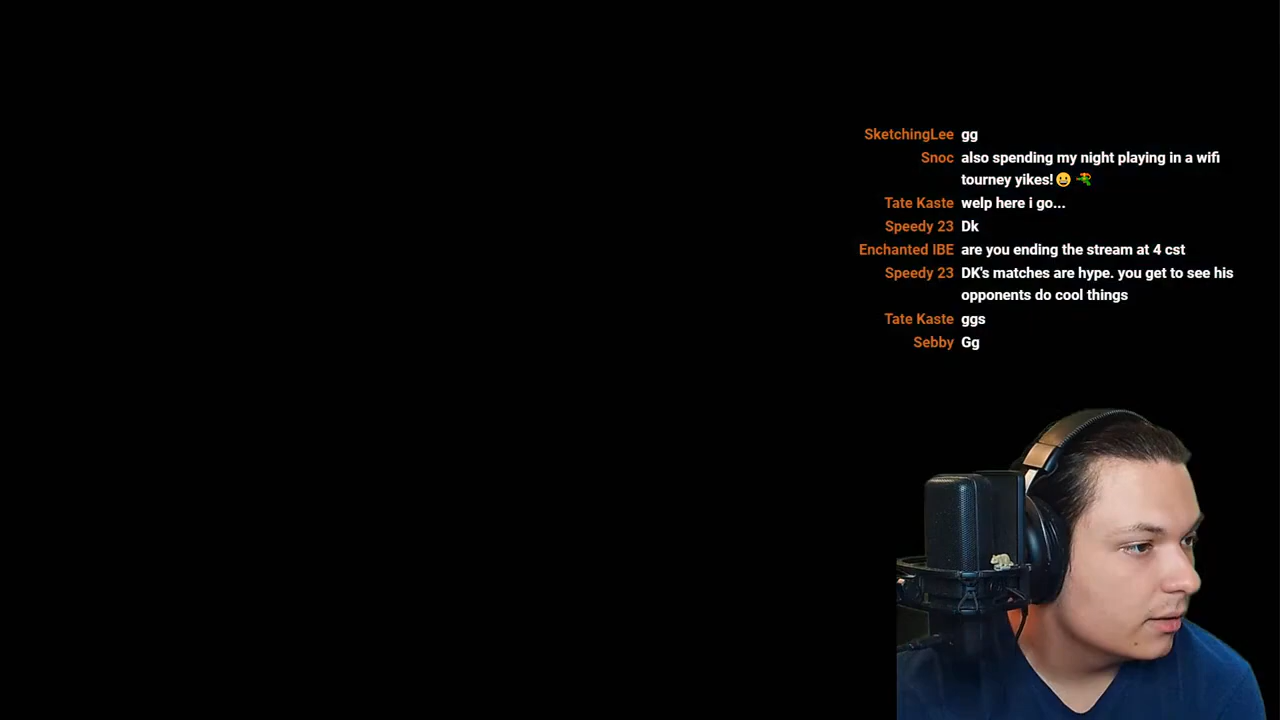 SketchingLee gg
Snoc also spending my night playing in a wifi
tourney yikes!😀
Tate Kaste welp here i go...
Speedy 23 Dk
Enchanted IBE are you ending the stream at 4 cst
Speedy 23 DK's matches are hype. you get to see his
opponents do cool things
Tate Kaste ggs
Sebby Gg